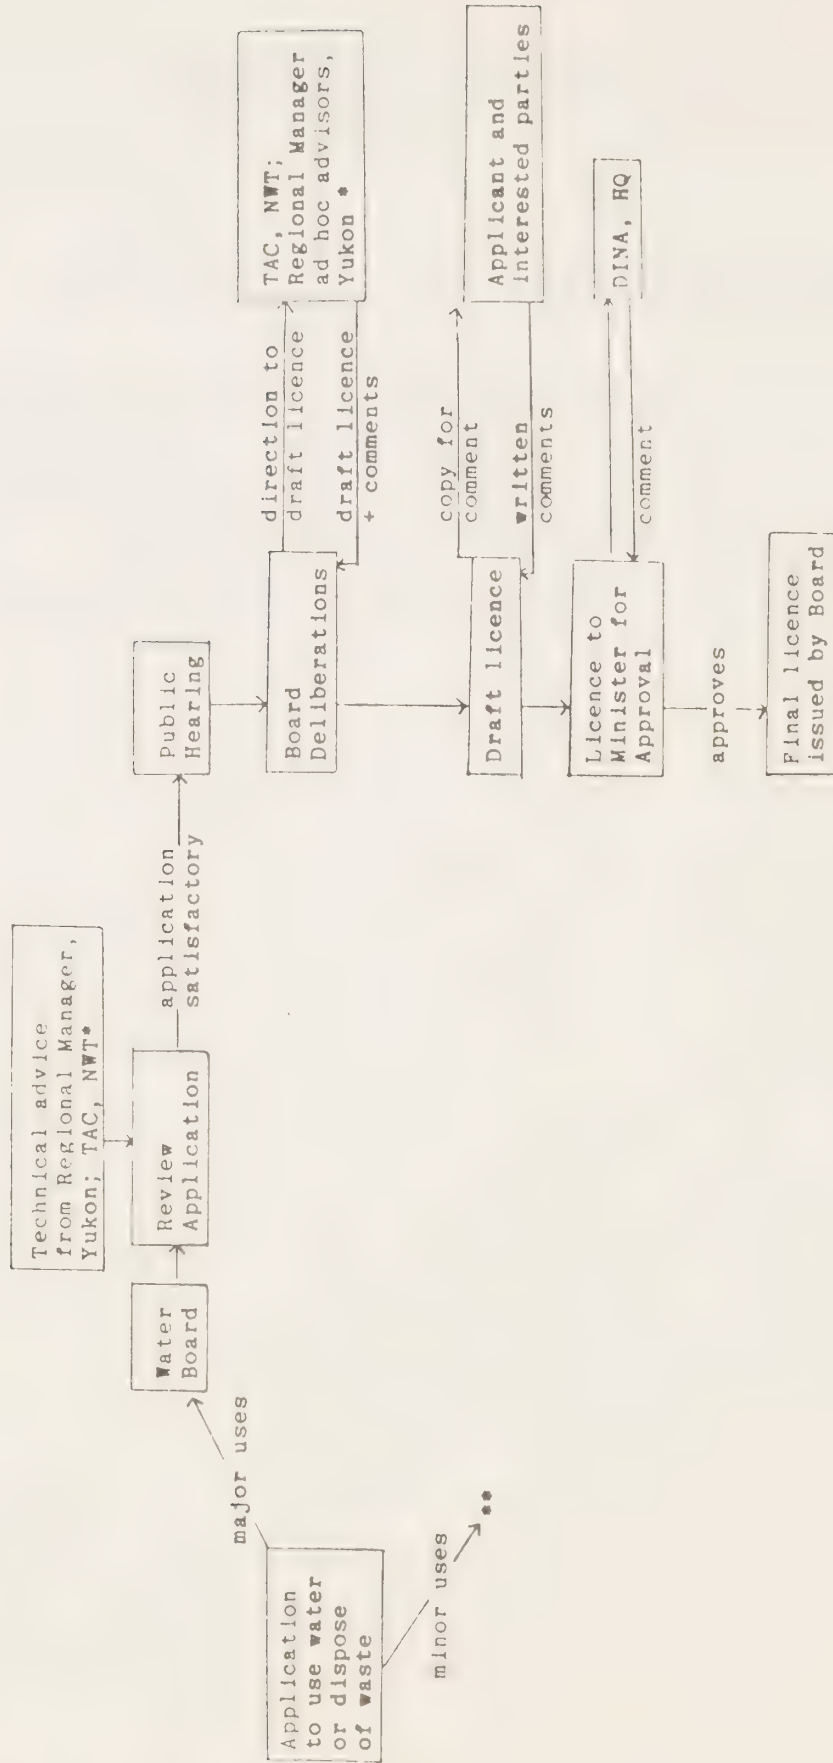 Application
to use water
or dispose
of waste
major uses
minor uses
**
Water
Board
Technical advice
from Regional Manager,
Yukon; TAC, NWT*
Review
Application
application
satisfactory
Public
Hearing
Board
Deliberations
direction to
draft licence
draft licence
+ comments
TAC, NWT;
Regional Manager
ad hoc advisors,
Yukon *
Draft licence
copy for
comment
written
comments
Applicant and
interested parties
Licence to
Minister for
Approval
DINA, HQ
comment
approves
Final licence
issued by Board